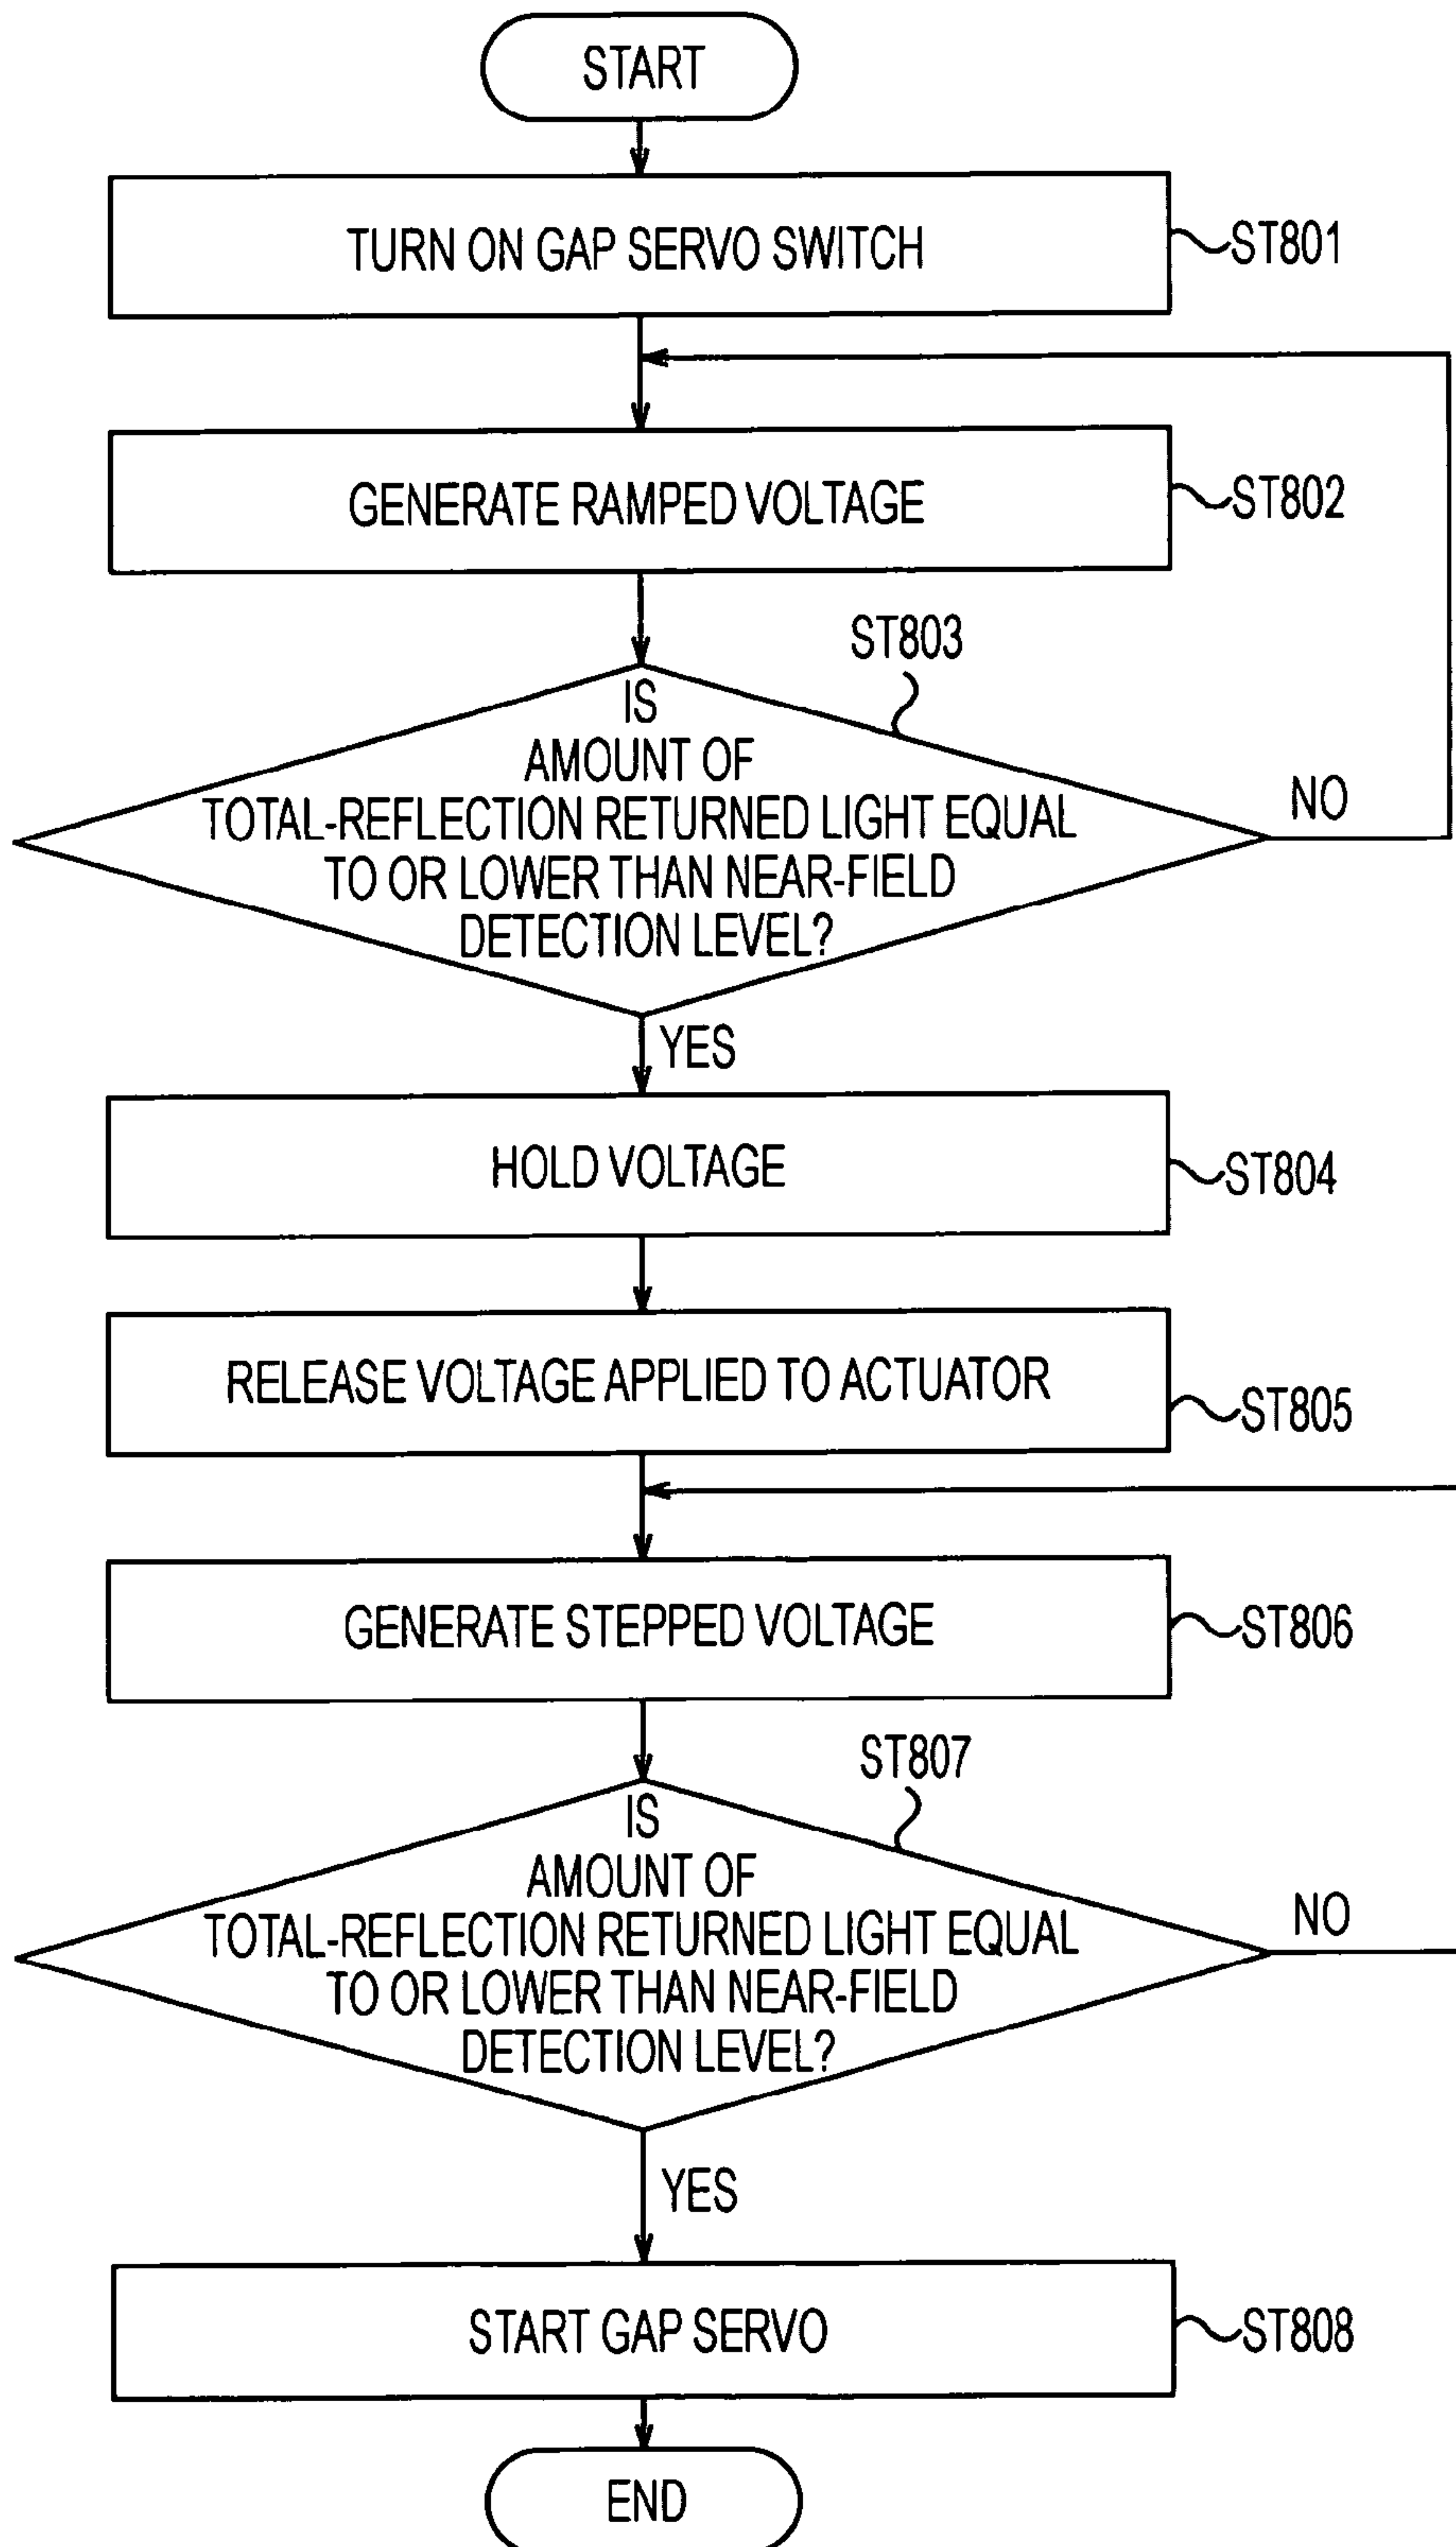 START
TURN ON GAP SERVO SWITCH
ST801
GENERATE RAMPED VOLTAGE
ST802
ST803
IS
AMOUNT OF
TOTAL-REFLECTION RETURNED LIGHT EQUAL
TO OR LOWER THAN NEAR-FIELD
DETECTION LEVEL?
NO
YES
HOLD VOLTAGE
ST804
RELEASE VOLTAGE APPLIED TO ACTUATOR
ST805
GENERATE STEPPED VOLTAGE
ST806
ST807
IS
AMOUNT OF
TOTAL-REFLECTION RETURNED LIGHT EQUAL
TO OR LOWER THAN NEAR-FIELD
DETECTION LEVEL?
NO
YES
START GAP SERVO
ST808
END